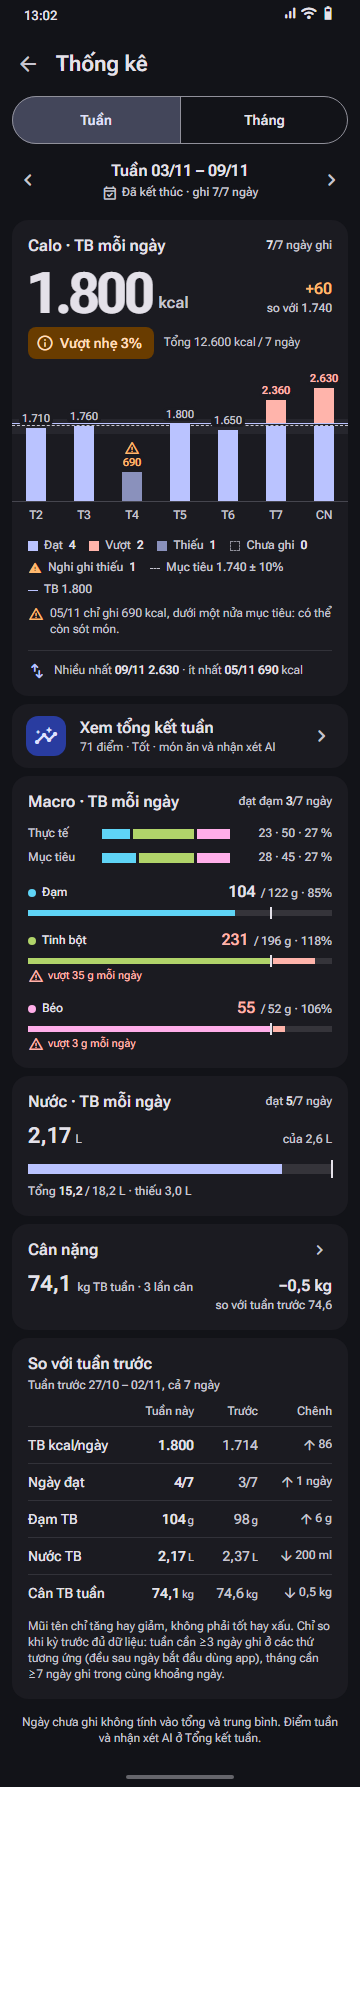 13:02
Thống kê
Tuần
Tháng
Tuần 03/11 – 09/11
Đã kết thúc · ghi 7/7 ngày
Calo · TB mỗi ngày
7/7 ngày ghi
1.800 kcal
+60
so với 1.740
Vượt nhẹ 3%
Tổng 12.600 kcal / 7 ngày
1.710
1.760
690
1.800
1.650
2.360
2.630
T2 T3 T4 T5 T6 T7 CN
Đạt 4 Vượt 2 Thiếu 1 Chưa ghi 0
Nghi ghi thiếu 1 Mục tiêu 1.740 ± 10%
TB 1.800
05/11 chỉ ghi 690 kcal, dưới một nửa mục tiêu: có thể
còn sót món.
Nhiều nhất 09/11 2.630 · ít nhất 05/11 690 kcal
Xem tổng kết tuần
71 điểm · Tốt · món ăn và nhận xét AI
Macro · TB mỗi ngày
đạt đạm 3/7 ngày
Thực tế
23 · 50 · 27 %
Mục tiêu
28 · 45 · 27 %
Đạm
104 / 122 g · 85%
Tinh bột
231 / 196 g · 118%
vượt 35 g mỗi ngày
Béo
55 / 52 g · 106%
vượt 3 g mỗi ngày
Nước · TB mỗi ngày
đạt 5/7 ngày
2,17 L
của 2,6 L
Tổng 15,2 / 18,2 L · thiếu 3,0 L
Cân nặng
74,1 kg TB tuần · 3 lần cân
−0,5 kg
so với tuần trước 74,6
So với tuần trước
Tuần trước 27/10 – 02/11, cả 7 ngày
Tuần này Trước Chênh
TB kcal/ngày 1.800 1.714 ↑ 86
Ngày đạt 4/7 3/7 ↑ 1 ngày
Đạm TB 104 g 98 g ↑ 6 g
Nước TB 2,17 L 2,37 L ↓ 200 ml
Cân TB tuần 74,1 kg 74,6 kg ↓ 0,5 kg
Mũi tên chỉ tăng hay giảm, không phải tốt hay xấu. Chỉ so
khi kỳ trước đủ dữ liệu: tuần cần ≥3 ngày ghi ở các thứ
tương ứng (đều sau ngày bắt đầu dùng app), tháng cần
≥7 ngày ghi trong cùng khoảng ngày.
Ngày chưa ghi không tính vào tổng và trung bình. Điểm tuần
và nhận xét AI ở Tổng kết tuần.